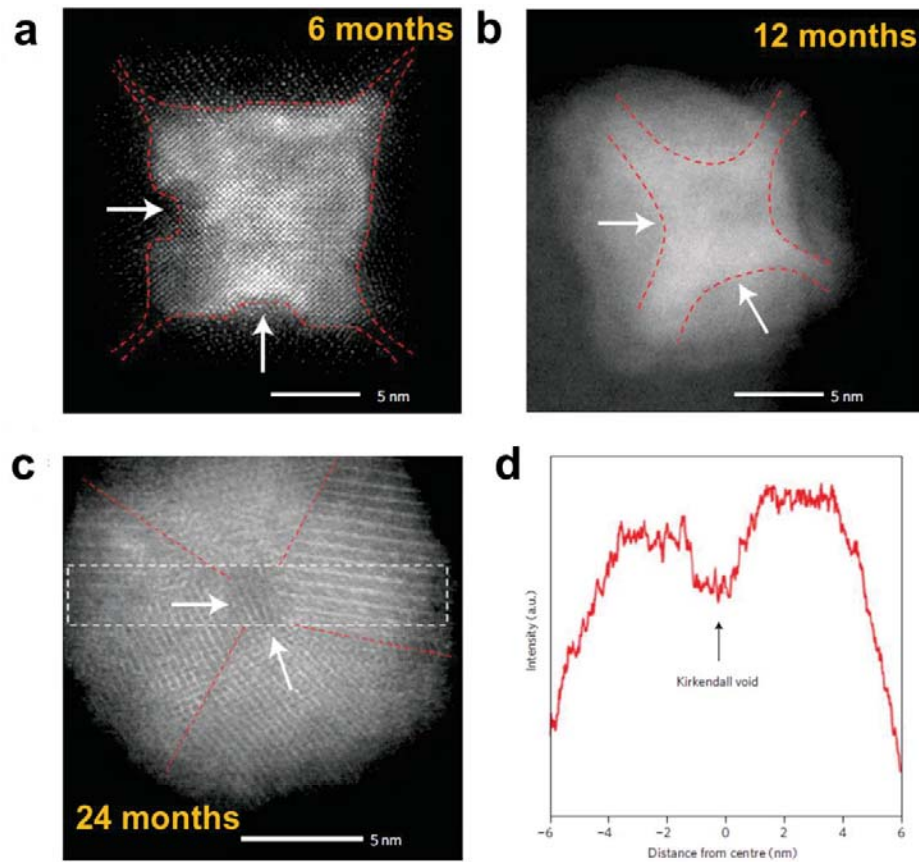 a
6 months
5 nm
b
12 months
5 nm
c
24 months
5 nm
d
Intensity (a.u.)
Kirkendall void
−6
−4
−2
0
2
4
6
Distance from centre (nm)